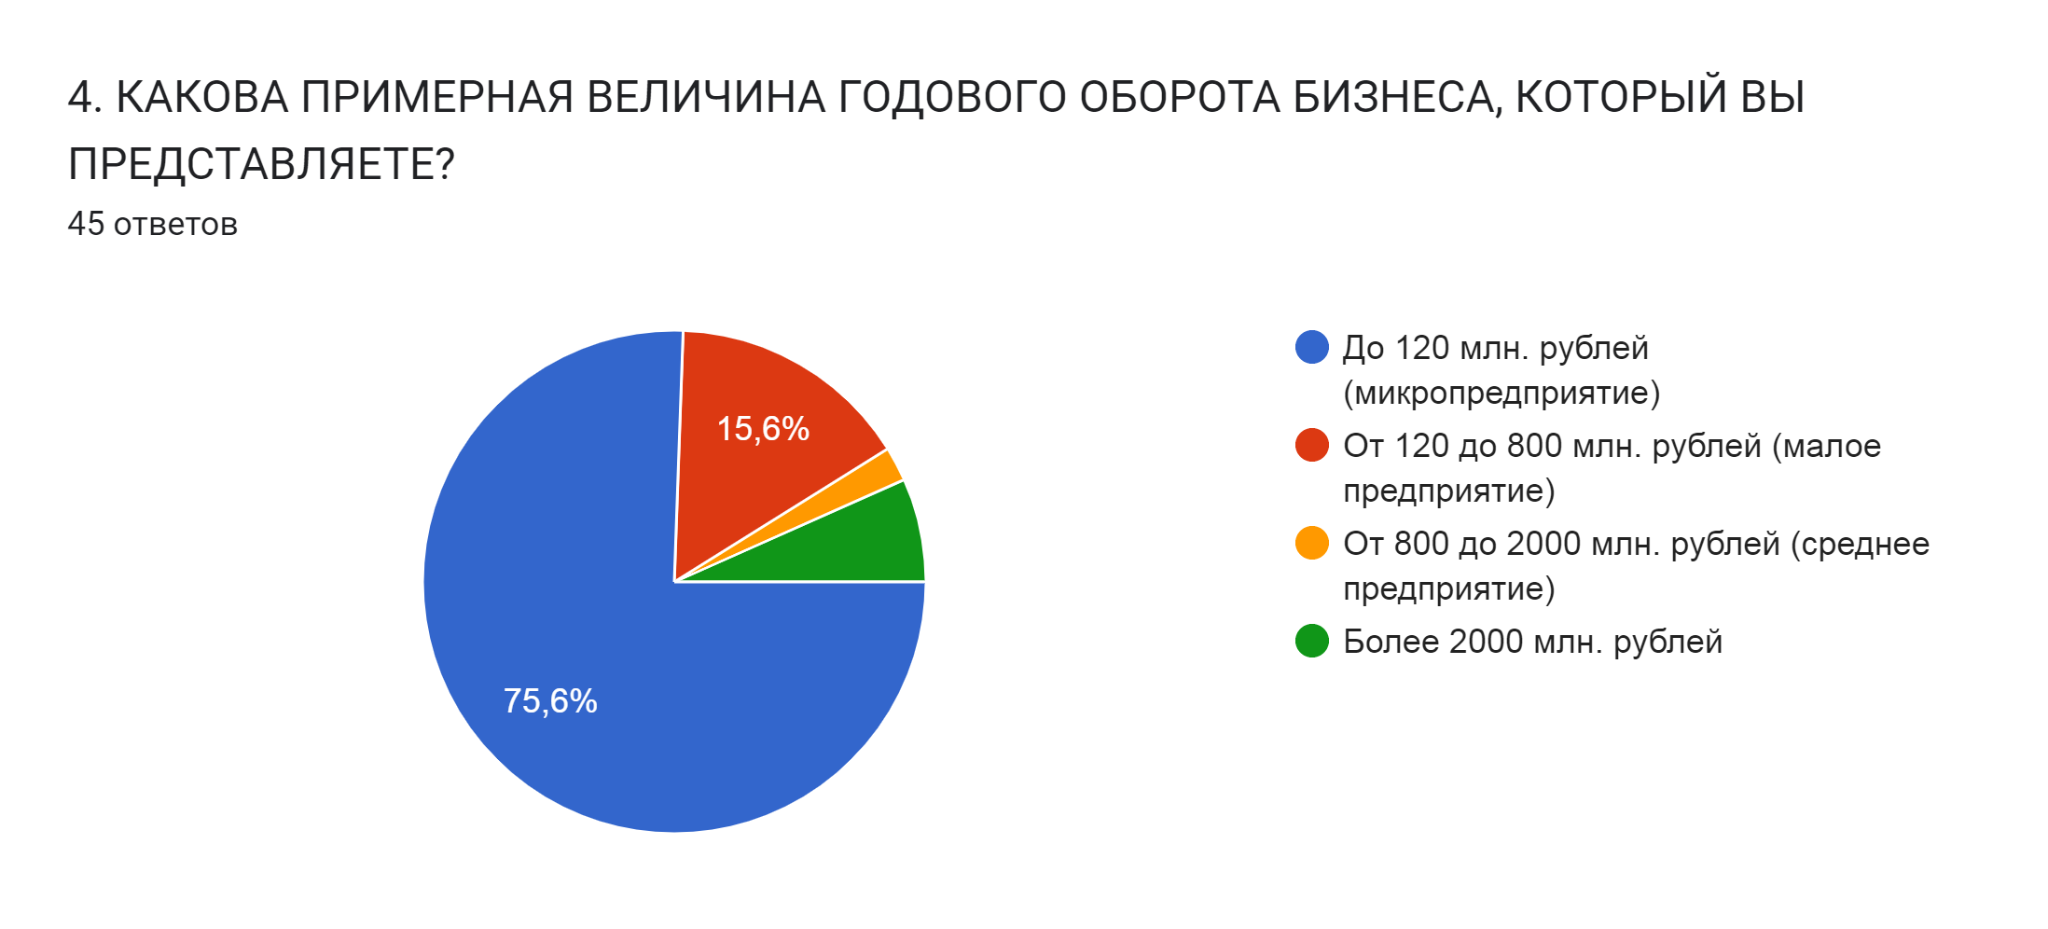 4. КАКОВА ПРИМЕРНАЯ ВЕЛИЧИНА ГОДОВОГО ОБОРОТА БИЗНЕСА, КОТОРЫЙ ВЫ
ПРЕДСТАВЛЯЕТЕ?
45 ответов
15,6%
75,6%
До 120 млн. рублей
(микропредприятие)
От 120 до 800 млн. рублей (малое
предприятие)
От 800 до 2000 млн. рублей (среднее
предприятие)
Более 2000 млн. рублей